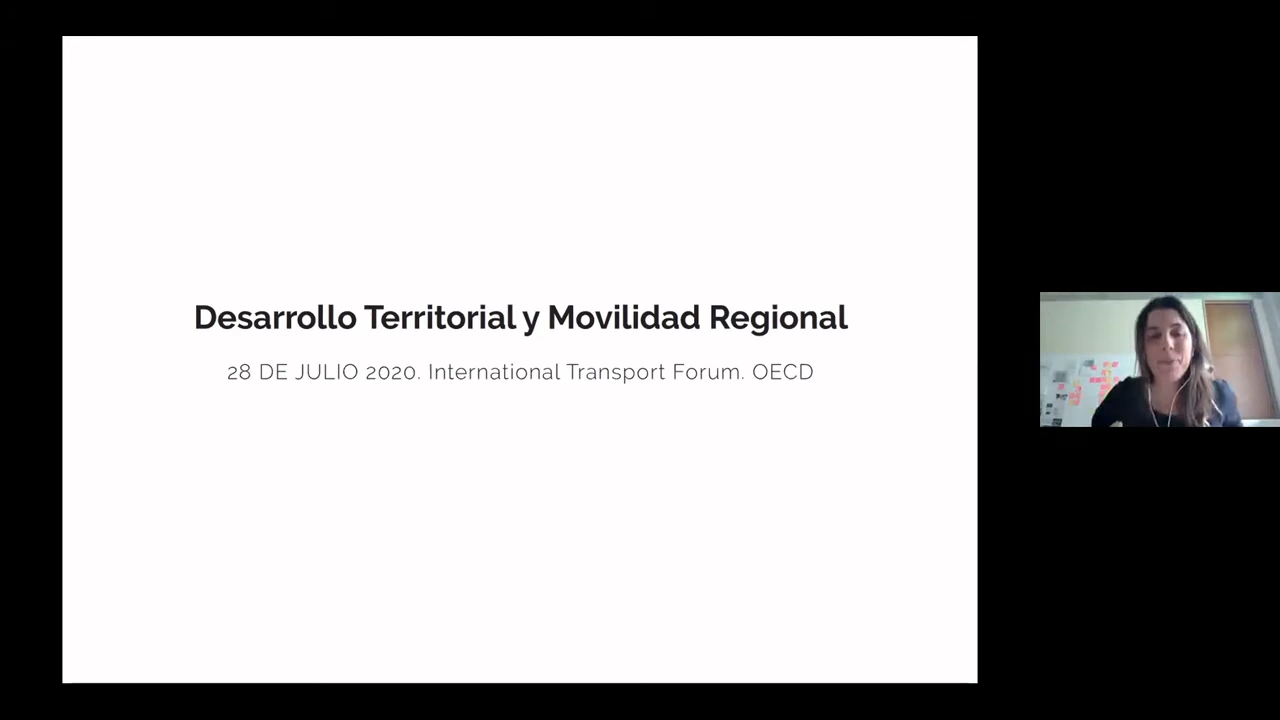 Desarrollo Territorial y Movilidad Regional
28 DE JULIO 2020. International Transport Forum. OECD